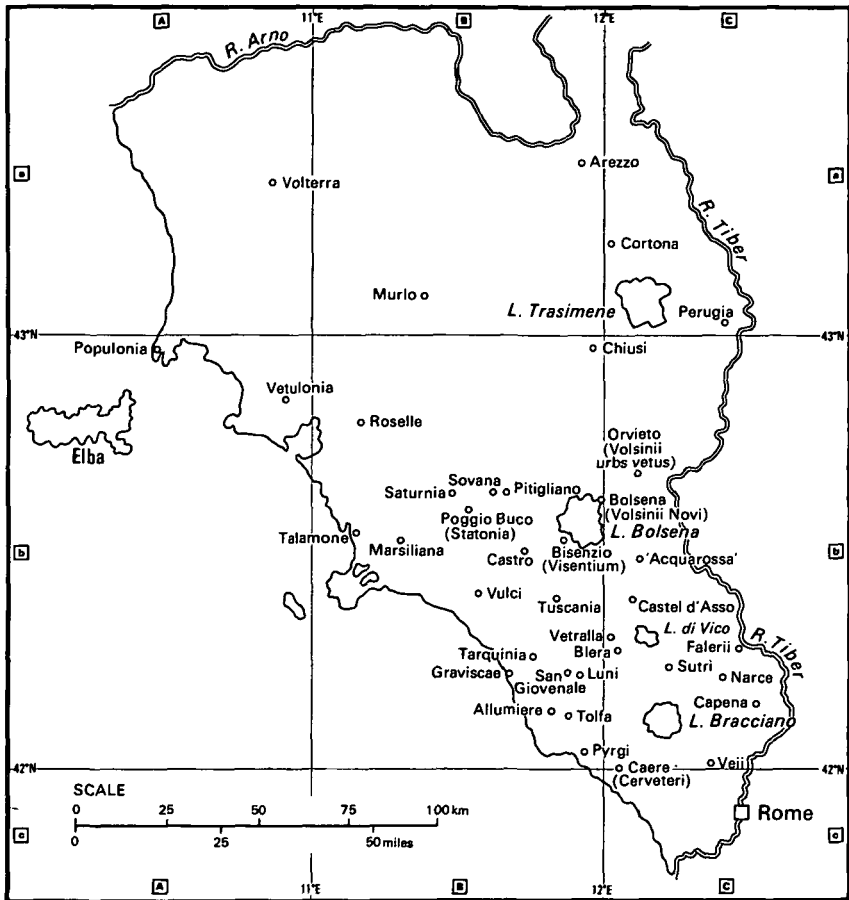 A
11°E
B
12°E
C
R. Arno
a
Arezzo
a
Volterra
R. Tiber
Cortona
Murlo
L. Trasimene
Perugia
43°N
43°N
Populonia
Chiusi
Vetulonia
Roselle
Elba
Orvieto
(Volsinii
urbs vetus)
Sovana
Saturnia
Pitigliano
Bolsena
(Volsinii Novi)
Poggio Buco
(Statonia)
L. Bolsena
Talamone
Marsiliana
b
Castro
Bisenzio
(Visentium)
'Acquarossa'
b
Vulci
Tuscania
Castel d'Asso
L. di Vico
Vetralla
R. Tiber
Blera
Falerii
Tarquinia
Sutri
Graviscae
San
Giovenale
Luni
Narce
Allumiere
Tolfa
Capena
L. Bracciano
Pyrgi
Veii
42°N
42°N
Caere
(Cerveteri)
SCALE
0 25 50 75 100 km
0 25 50 miles
Rome
c
c
A
11°E
B
12°E
C